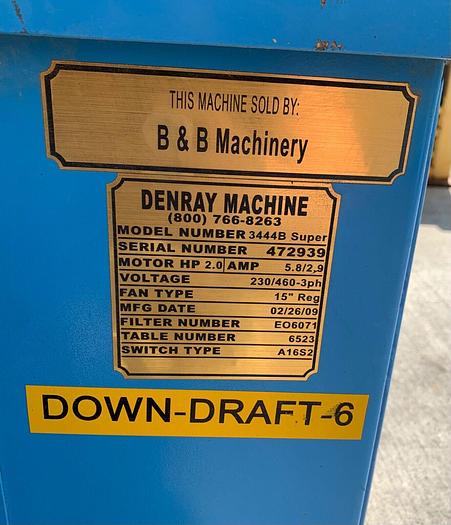 THIS MACHINE SOLD BY:
B & B Machinery
DENRAY MACHINE
(800) 766-8263
MODEL NUMBER 3444B Super
SERIAL NUMBER 472939
MOTOR HP 2.0 AMP 5.8/2,9
VOLTAGE 230/460-3ph
FAN TYPE 15" Reg
MFG DATE 02/26/09
FILTER NUMBER EO6071
TABLE NUMBER 6523
SWITCH TYPE A16S2
DOWN-DRAFT-6